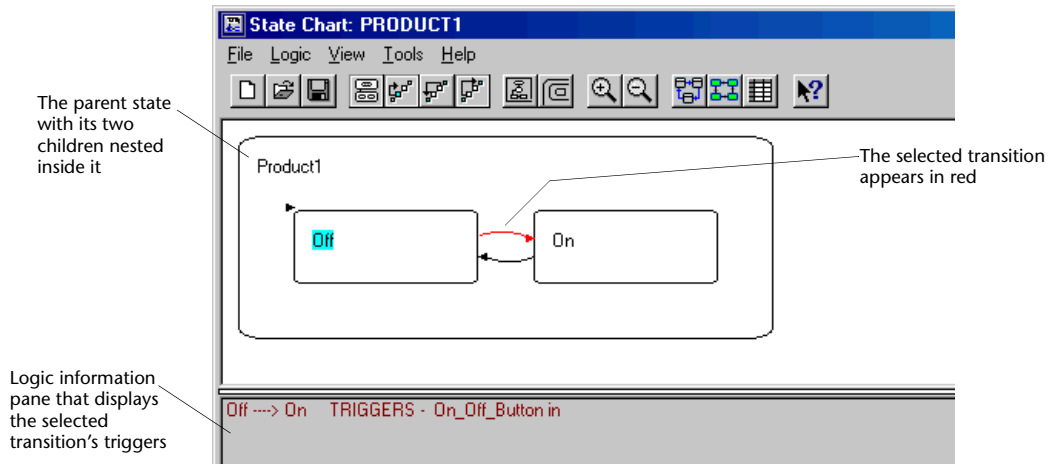 State Chart: PRODUCT1
File Logic View Tools Help
The parent state
with its two
children nested
inside it
Product1
The selected transition
appears in red
Off
On
Logic information
pane that displays
the selected
transition's triggers
Off ----> On TRIGGERS - On_Off_Button in